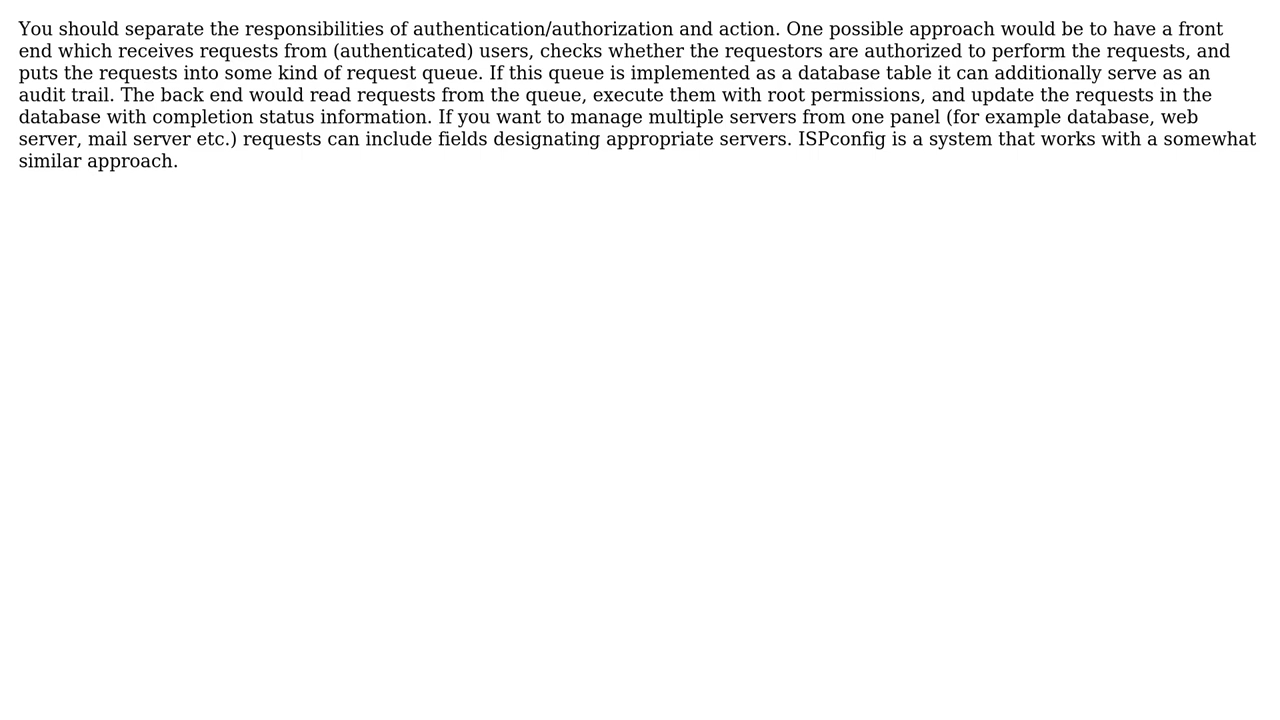 You should separate the responsibilities of authentication/authorization and action. One possible approach would be to have a front
end which receives requests from (authenticated) users, checks whether the requestors are authorized to perform the requests, and
puts the requests into some kind of request queue. If this queue is implemented as a database table it can additionally serve as an
audit trail. The back end would read requests from the queue, execute them with root permissions, and update the requests in the
database with completion status information. If you want to manage multiple servers from one panel (for example database, web
server, mail server etc.) requests can include fields designating appropriate servers. ISPconfig is a system that works with a somewhat
similar approach.